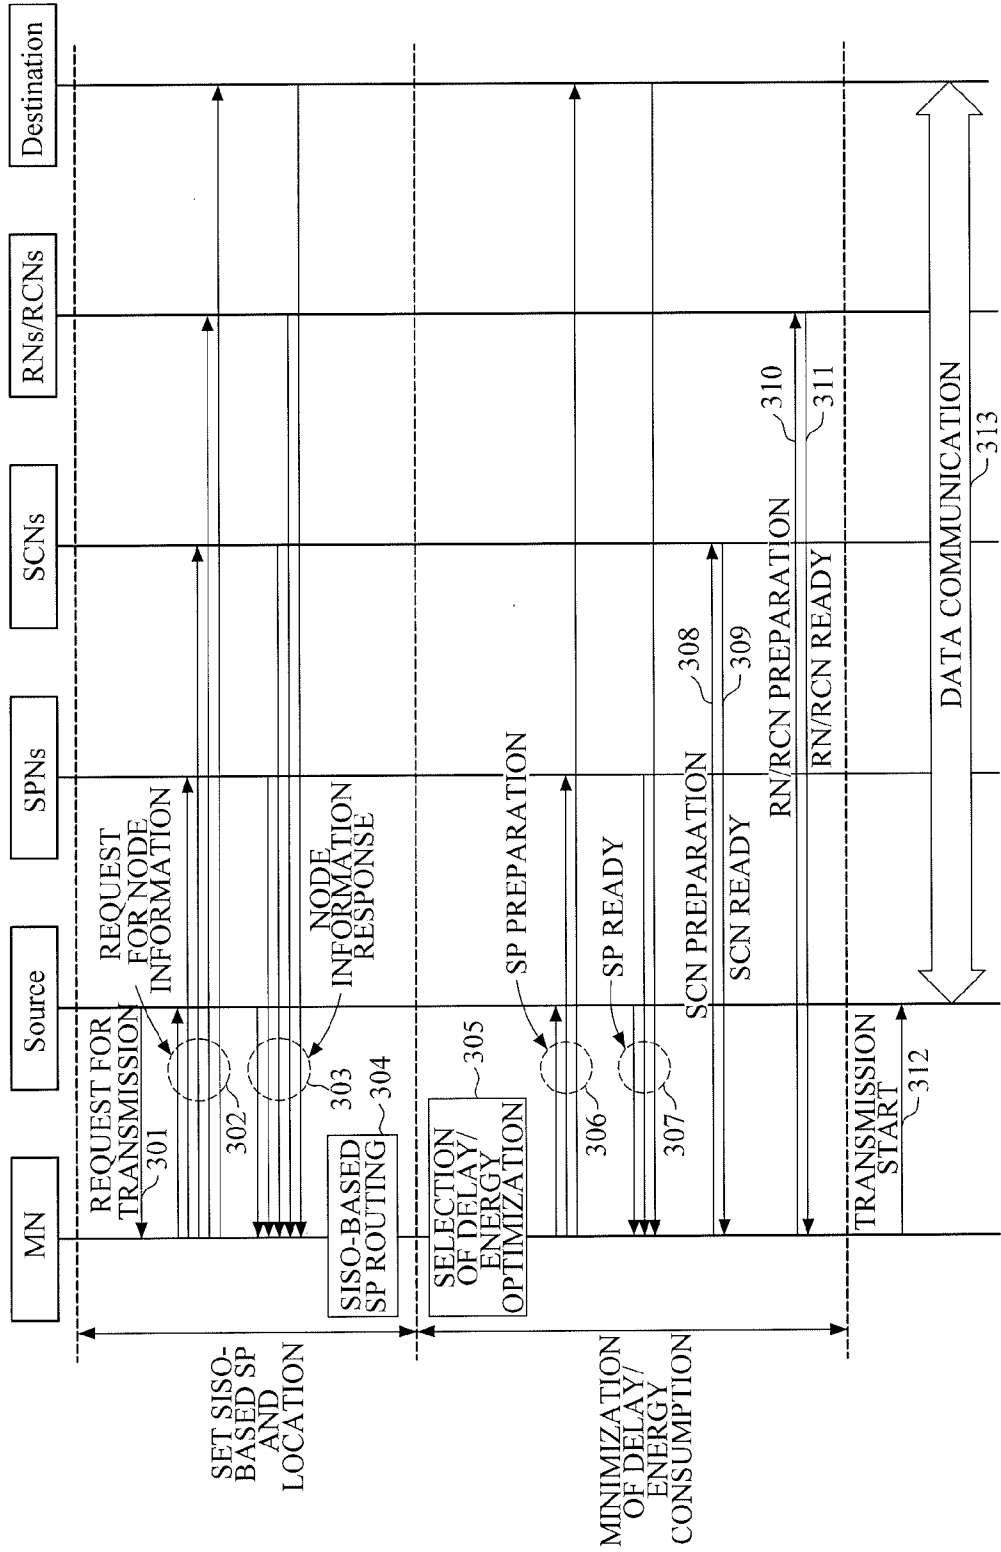 MN
Source
SPNs
SCNs
RNs/RCNs
Destination
SET SISO-
BASED SP
AND
LOCATION
REQUEST FOR
TRANSMISSION
301
REQUEST
FOR NODE
INFORMATION
302
NODE
INFORMATION
RESPONSE
303
SISO-BASED
SP ROUTING
304
MINIMIZATION
OF DELAY/
ENERGY
CONSUMPTION
SELECTION
OF DELAY/
ENERGY
OPTIMIZATION
305
SP PREPARATION
306
SP READY
307
SCN PREPARATION
308
SCN READY
309
RN/RCN PREPARATION
310
RN/RCN READY
311
TRANSMISSION
START
312
DATA COMMUNICATION
313